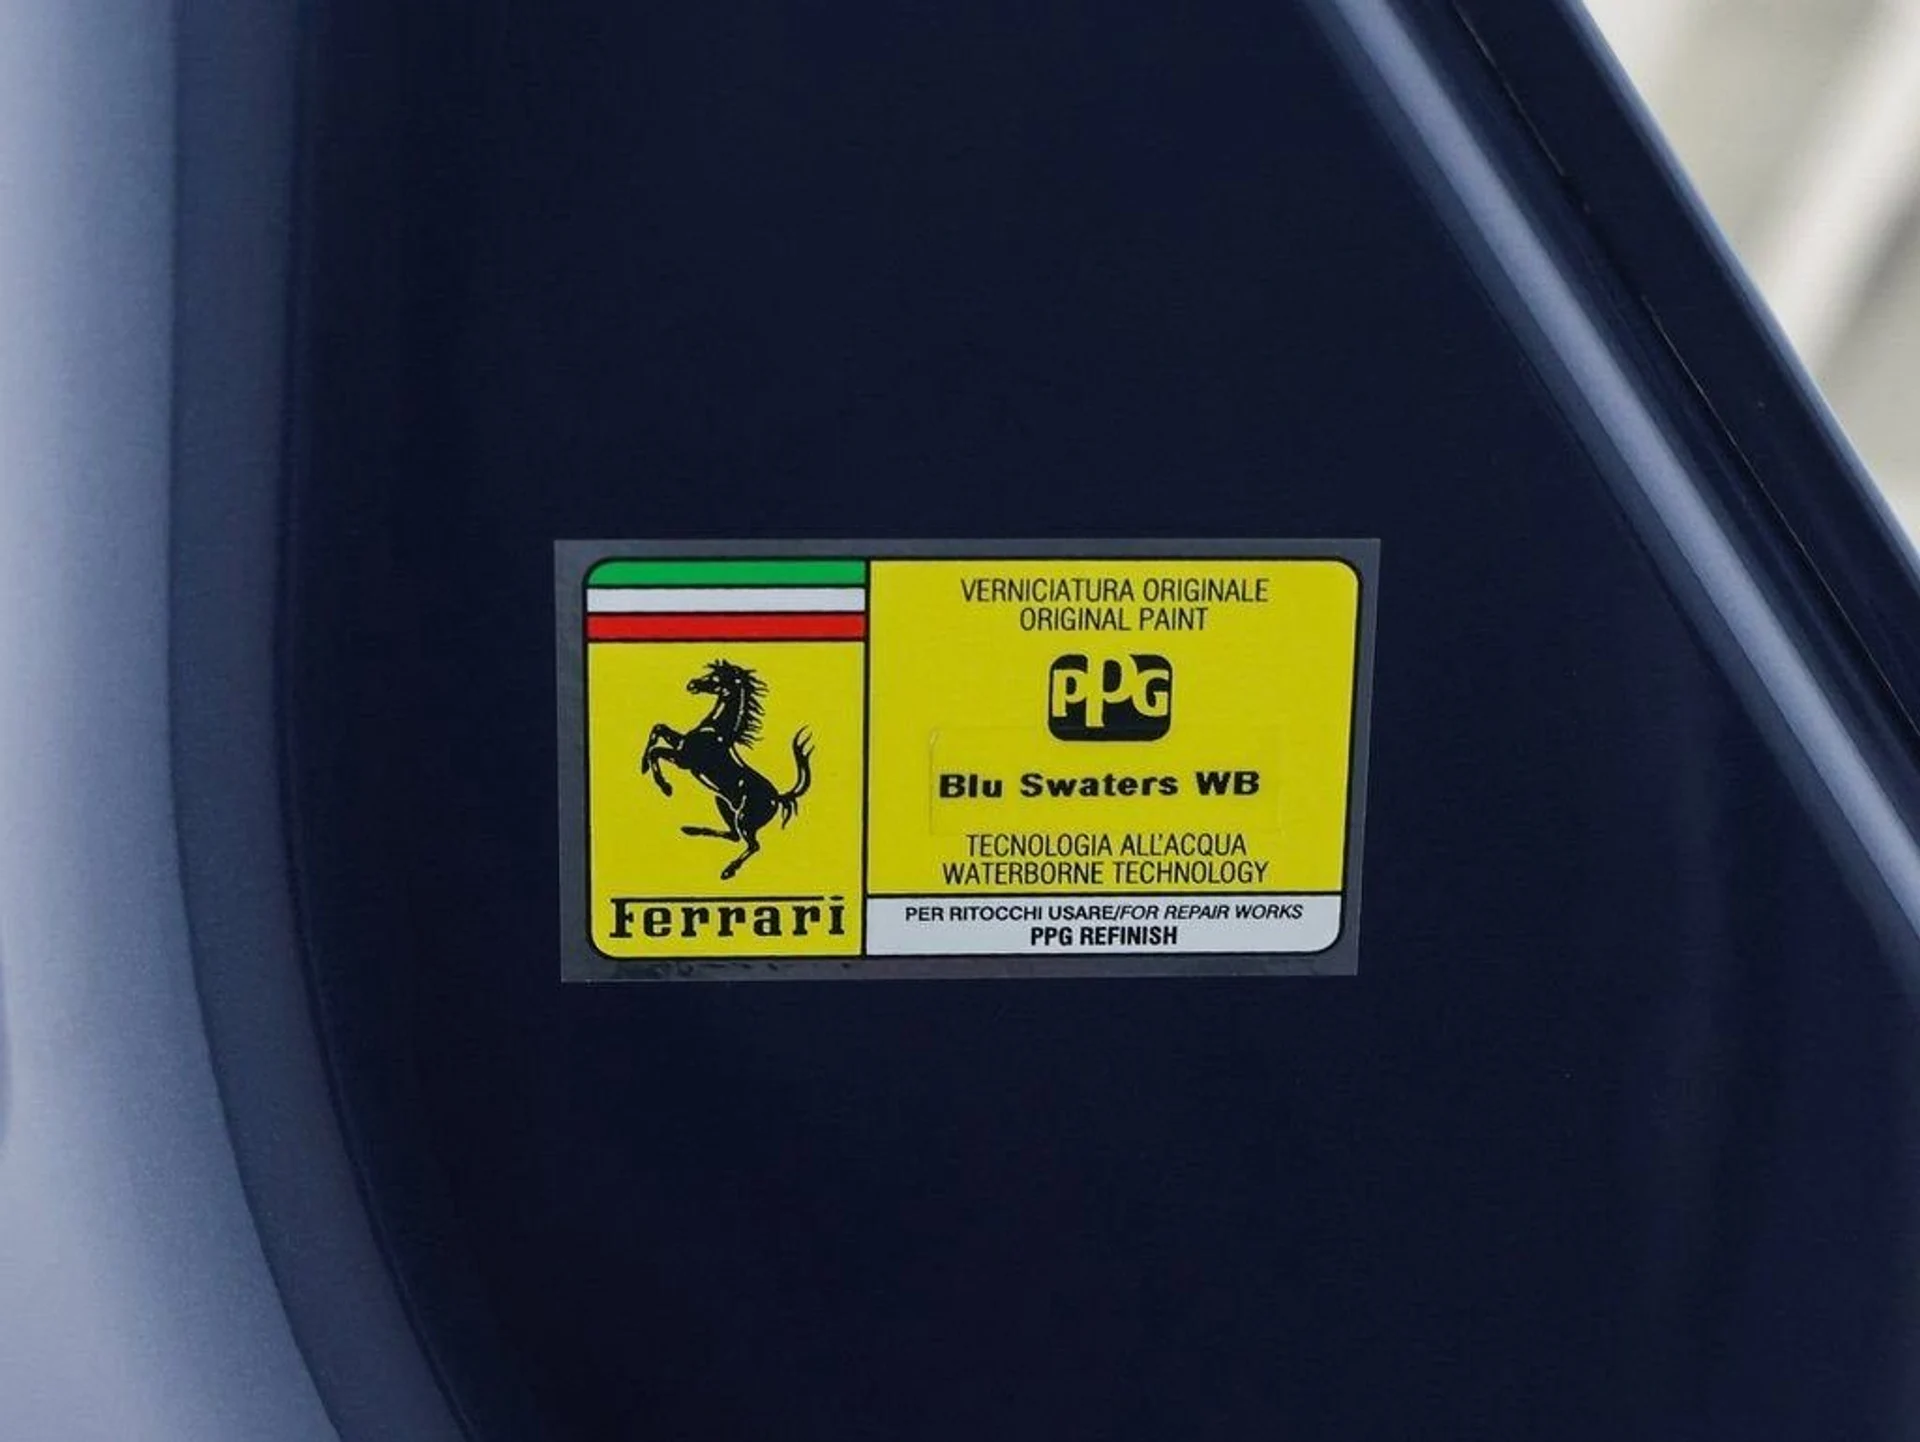 Ferrari
VERNICIATURA ORIGINALE
ORIGINAL PAINT
PPG
Blu Swaters WB
TECNOLOGIA ALL'ACQUA
WATERBORNE TECHNOLOGY
PER RITOCCHI USARE/FOR REPAIR WORKS
PPG REFINISH